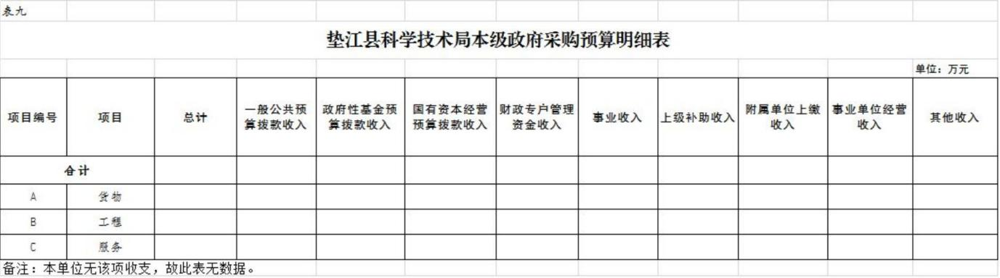 表九
垫江县科学技术局本级政府采购预算明细表
单位：万元
项目编号 项目 总计 一般公共预算拨款收入 政府性基金预算拨款收入 国有资本经营预算拨款收入 财政专户管理资金收入 事业收入 上级补助收入 附属单位上缴收入 事业单位经营收入 其他收入
合计
A 货物
B 工程
C 服务
备注：本单位无该项收支，故此表无数据。